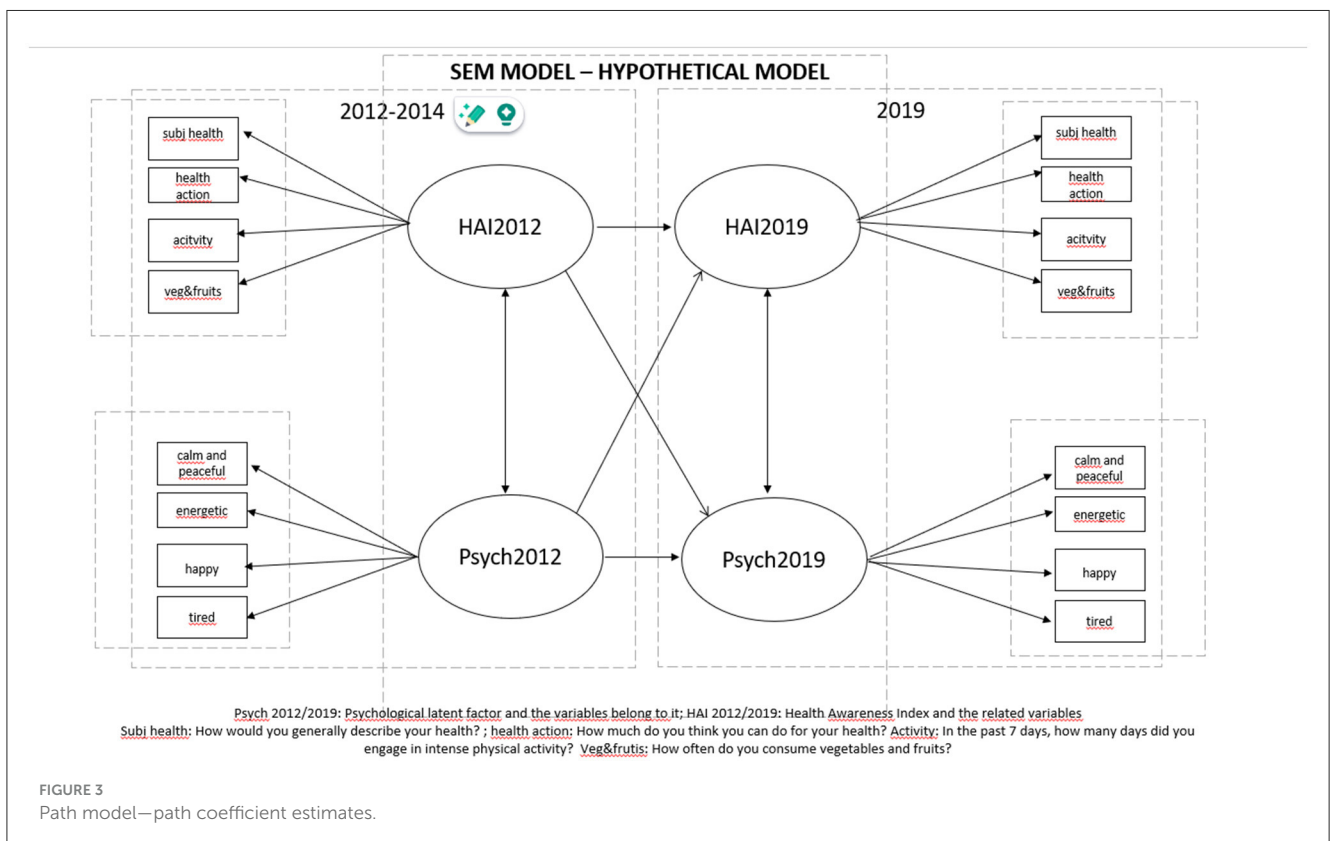 SEM MODEL – HYPOTHETICAL MODEL
2012-2014
2019
subj health
health
action
acitvity
veg&fruits
HAI2012
HAI2019
subj health
health
action
acitvity
veg&fruits
calm and
peaceful
energetic
happy
tired
Psych2012
Psych2019
calm and
peaceful
energetic
happy
tired
Psych 2012/2019: Psychological latent factor and the variables belong to it; HAI 2012/2019: Health Awareness Index and the related variables
Subj health: How would you generally describe your health? ; health action: How much do you think you can do for your health? Activity: In the past 7 days, how many days did you
engage in intense physical activity? Veg&frutis: How often do you consume vegetables and fruits?
FIGURE 3
Path model—path coefficient estimates.